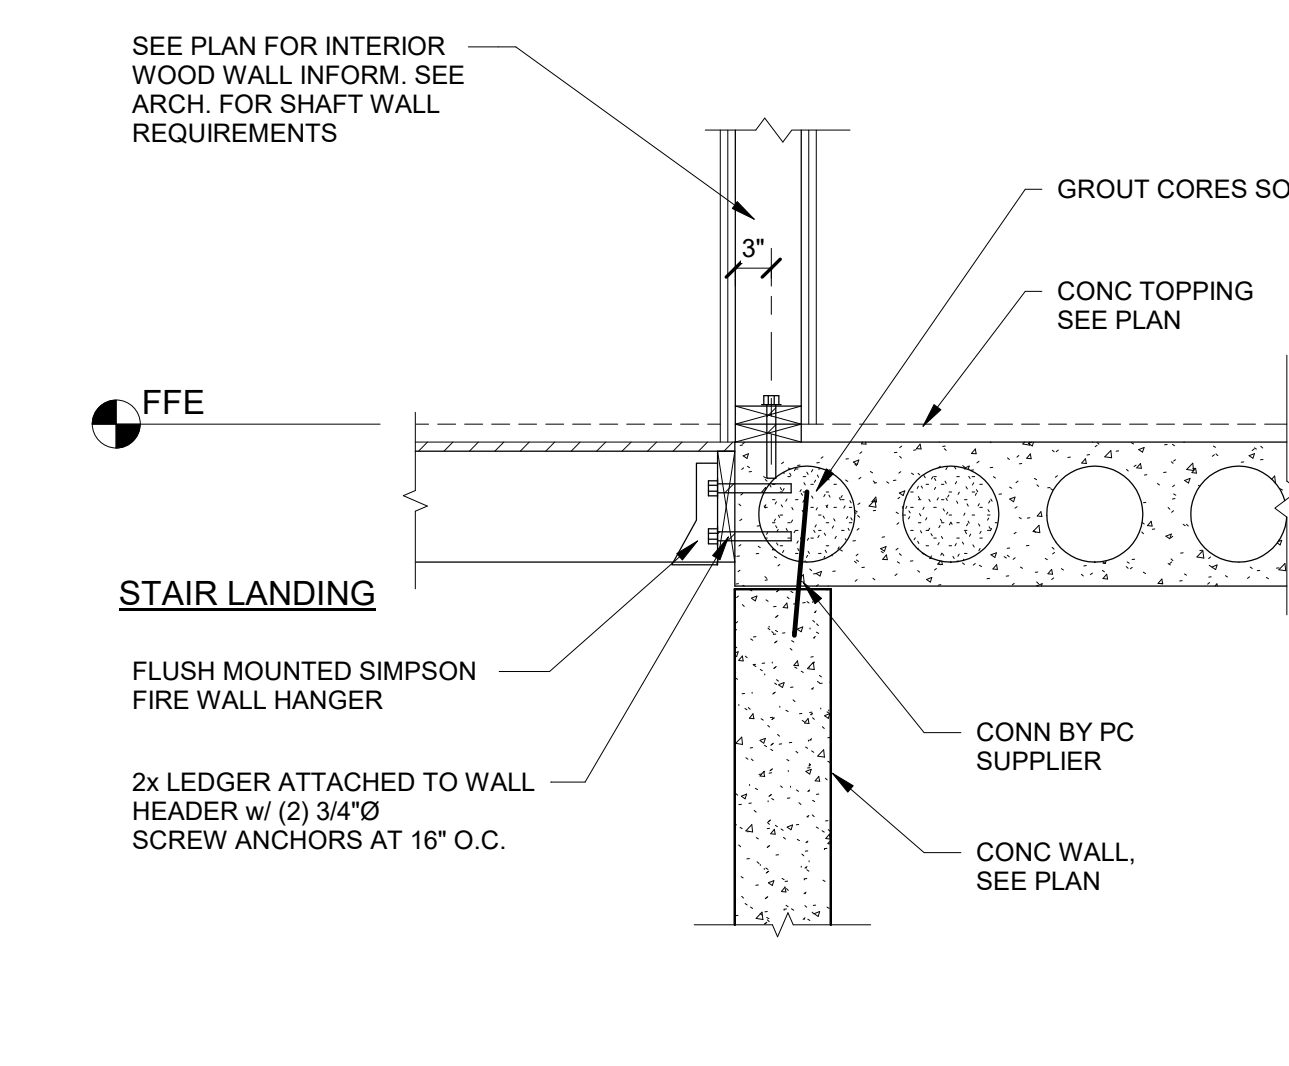 SEE PLAN FOR INTERIOR
WOOD WALL INFORM. SEE
ARCH. FOR SHAFT WALL
REQUIREMENTS
GROUT CORES SO
3"
CONC TOPPING
SEE PLAN
FFE
STAIR LANDING
FLUSH MOUNTED SIMPSON
FIRE WALL HANGER
CONN BY PC
SUPPLIER
2x LEDGER ATTACHED TO WALL
HEADER w/ (2) 3/4"Ø
SCREW ANCHORS AT 16" O.C.
CONC WALL,
SEE PLAN